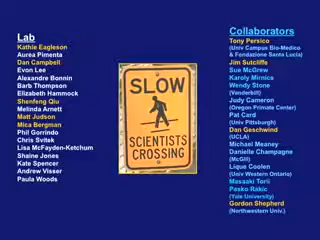 Lab
Kathie Eagleson
Aurea Pimenta
Dan Campbell
Evon Lee
Alexandre Bonnin
Barb Thompson
Elizabeth Hammock
Shenfeng Qiu
Melinda Arnett
Matt Judson
Mica Bergman
Phil Gorrindo
Chris Svitek
Lisa McFayden-Ketchum
Shaine Jones
Kate Spencer
Andrew Visser
Paula Woods
SLOW
SCIENTISTS
CROSSING
Collaborators
Tony Persico
(Univ Campus Bio-Medico
& Fondazione Santa Lucia)
Jim Sutcliffe
Sue McGrew
Karoly Mirnics
Wendy Stone
(Vanderbilt)
Judy Cameron
(Oregon Primate Center)
Pat Card
(Univ Pittsburgh)
Dan Geschwind
(UCLA)
Michael Meaney
Danielle Champagne
(McGill)
Lique Coolen
(Univ Western Ontario)
Masaaki Torii
Pasko Rakic
(Yale University)
Gordon Shepherd
(Northwestern Univ.)